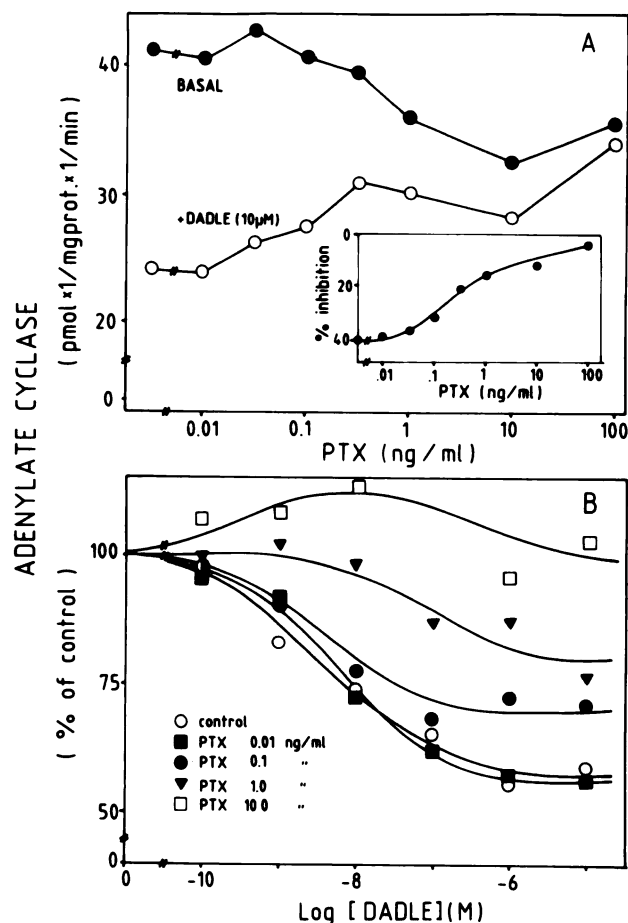 A
40
30
20
0
BASAL
+DADLE (10µM)
0
20
40
% inhibition
.01 .1 1 10 100
PTX (ng/ml)
0.01 0.1 1 10 100
PTX (ng/ml)
ADENYLATE CYCLASE
(pmol x 1/mgprot. x 1/min)
B
100
75
50
0
(% of control)
control
PTX 0.01 ng/ml
PTX 0.1 "
PTX 1.0 "
PTX 100 "
0 -10 -8 -6
Log [DADLE](M)